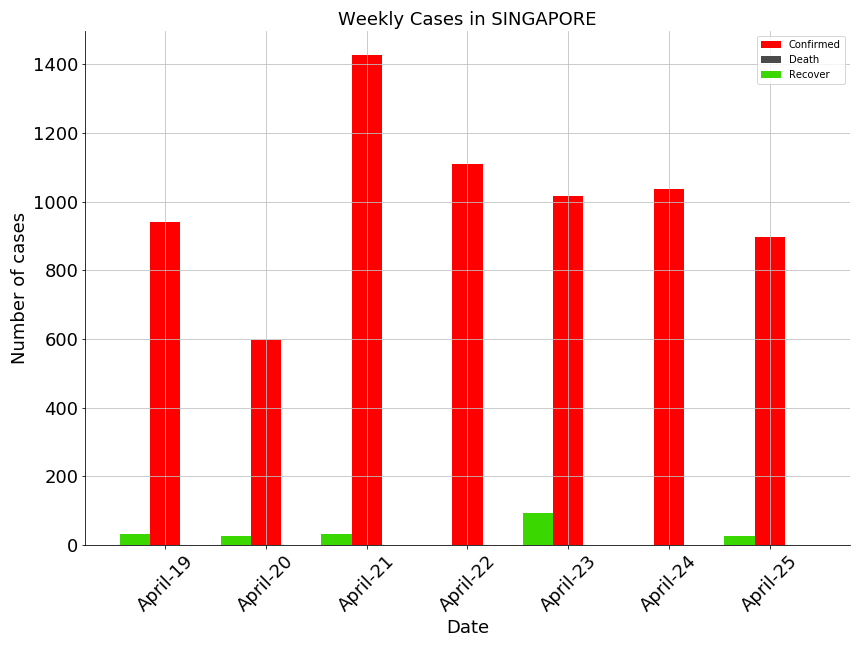 Weekly Cases in SINGAPORE
Confirmed
Death
Recover
Number of cases
1400
1200
1000
800
600
400
200
0
April-19
April-20
April-21
April-22
April-23
April-24
April-25
Date